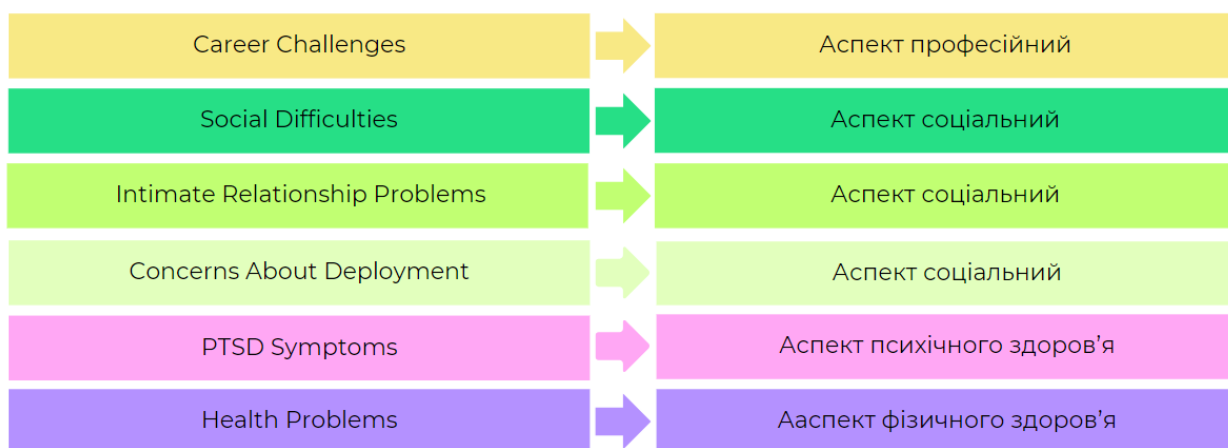 Career Challenges Аспект професійний
Social Difficulties Аспект соціальний
Intimate Relationship Problems Аспект соціальний
Concerns About Deployment Аспект соціальний
PTSD Symptoms Аспект психічного здоров’я
Health Problems Ааспект фізичного здоров’я